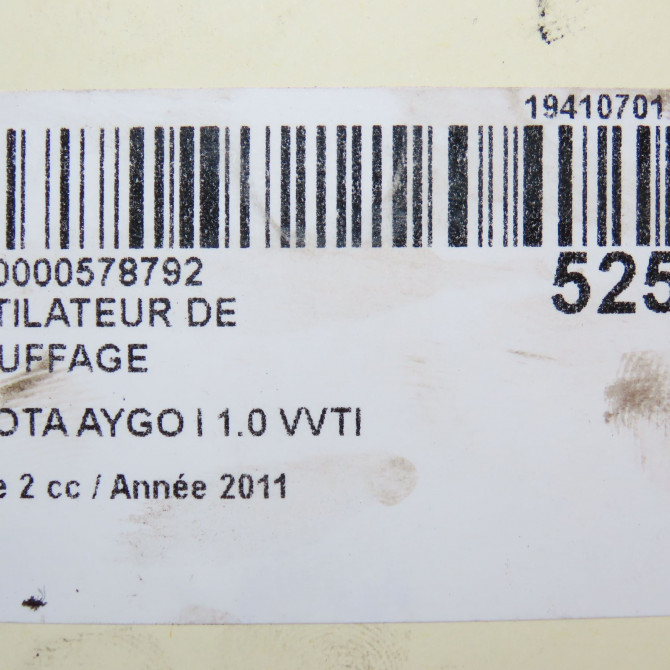 19410701
0000578792
525
TILATEUR DE
UFFAGE
OTA AYGO I 1.0 VVTI
e 2 cc / Année 2011